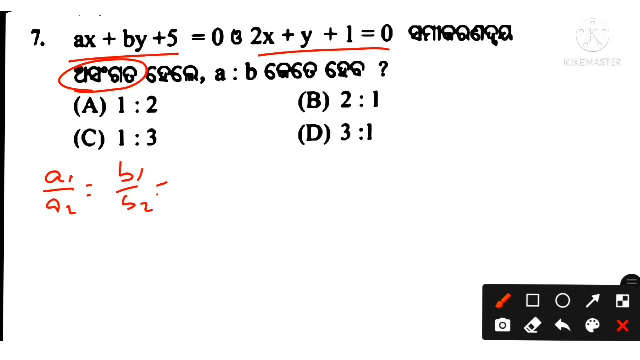 7. ax + by +5 = 0 ଓ 2x + y + 1 = 0 ସମୀକରଣଦ୍ୱୟ
ଅସଂଗତ ହେଲେ, a : b କେତେ ହେବ ?
(A) 1 : 2 (B) 2 : 1
(C) 1 : 3 (D) 3 :1
a₁/a₂ = b₁/b₂ =
KINEMASTER